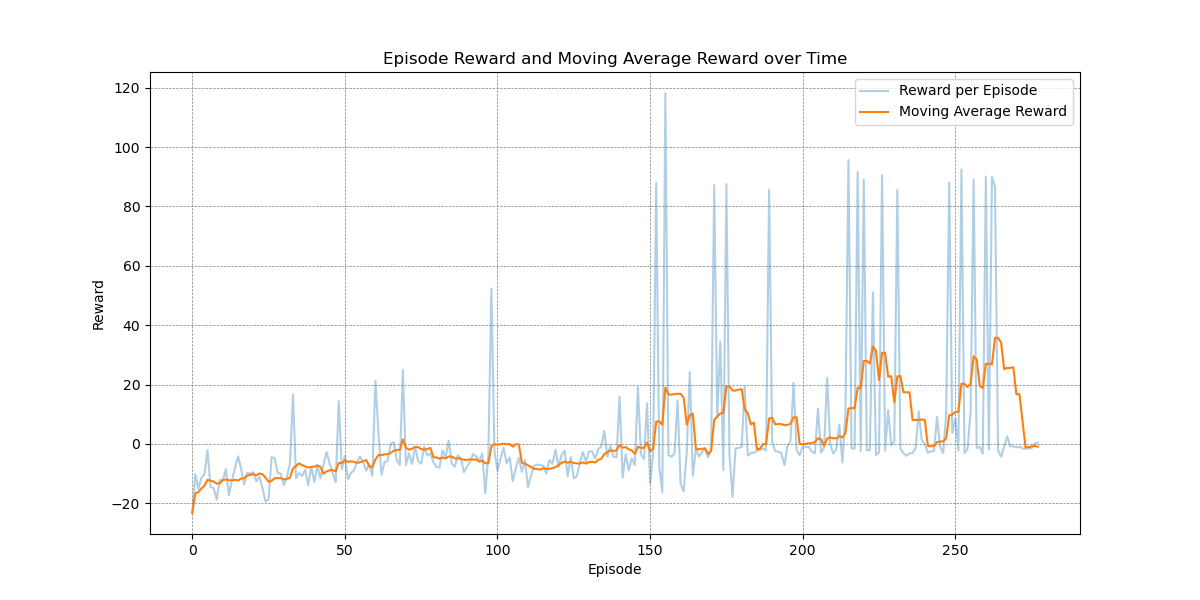 Episode Reward and Moving Average Reward over Time
Reward per Episode
Moving Average Reward
120
100
80
60
40
20
0
−20
Reward
0 50 100 150 200 250
Episode